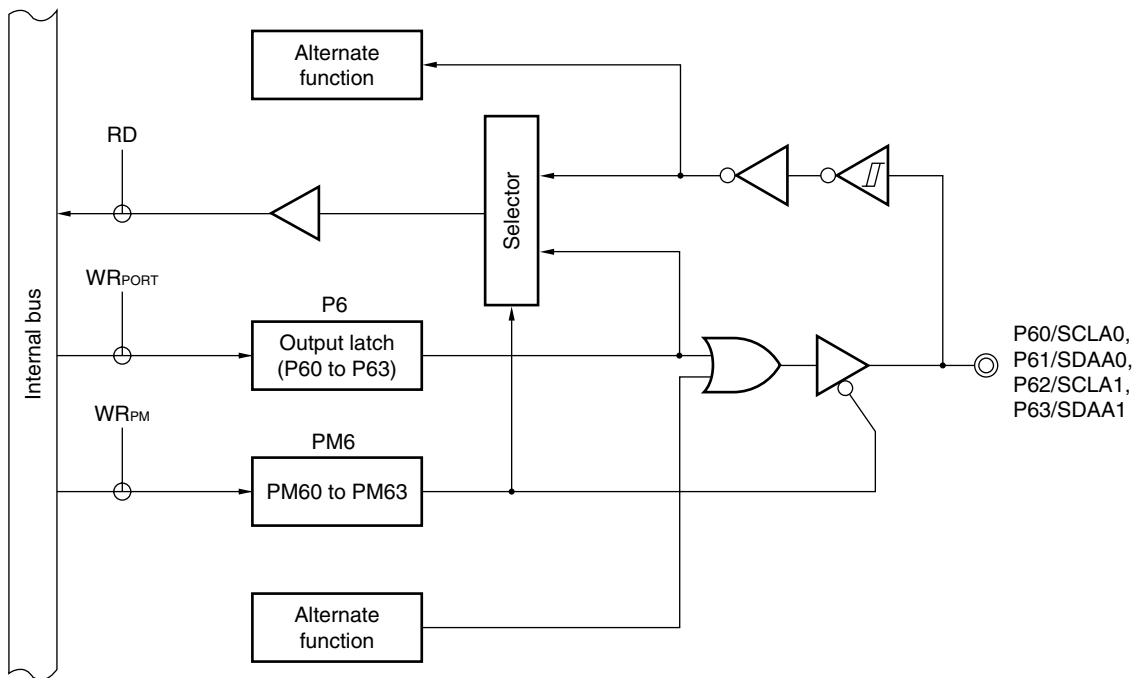 Alternate
function
RD
Selector
WRPORT
P6
Output latch
(P60 to P63)
Internal bus
WRPM
PM6
PM60 to PM63
Alternate
function
P60/SCLA0,
P61/SDAA0,
P62/SCLA1,
P63/SDAA1